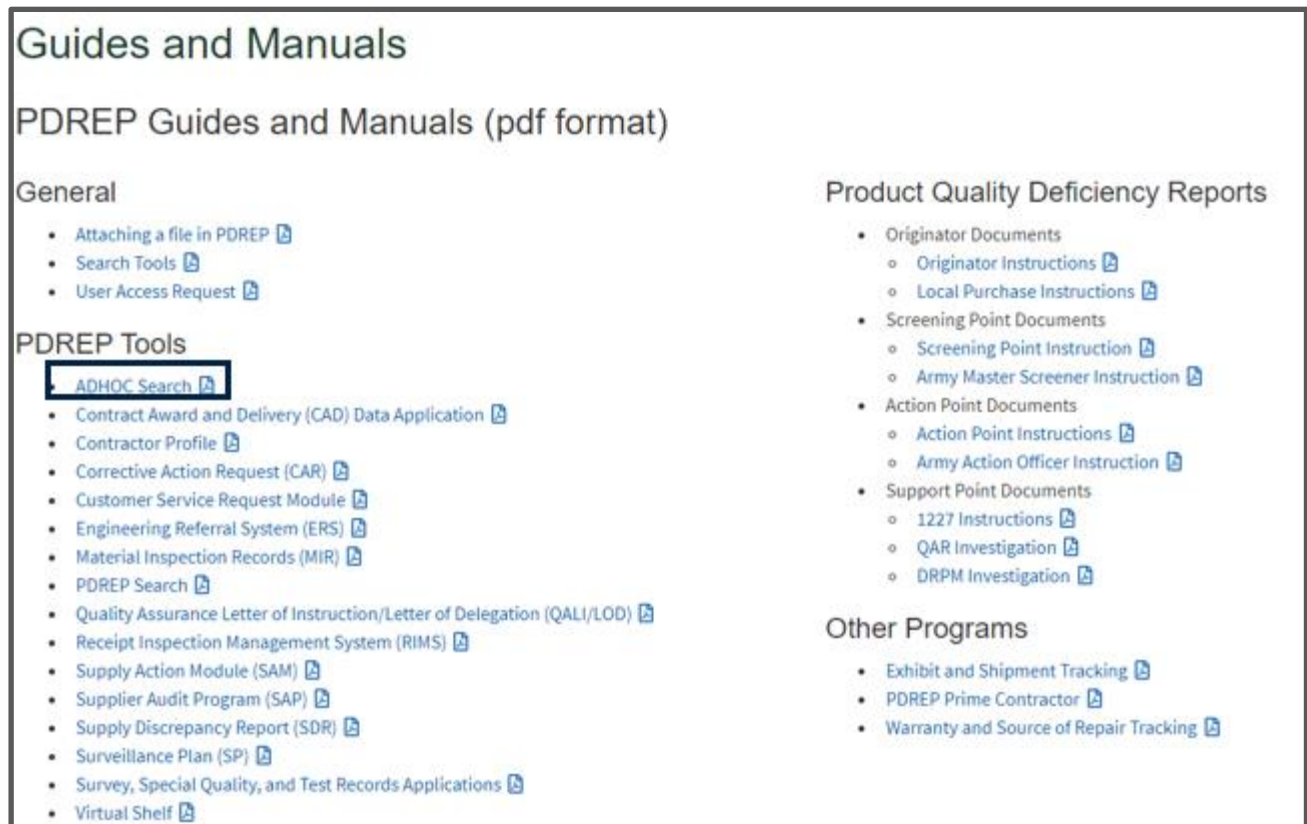 Guides and Manuals
PDREP Guides and Manuals (pdf format)
General
Attaching a file in PDREP
Search Tools
User Access Request
PDREP Tools
ADHOC Search
Contract Award and Delivery (CAD) Data Application
Contractor Profile
Corrective Action Request (CAR)
Customer Service Request Module
Engineering Referral System (ERS)
Material Inspection Records (MIR)
PDREP Search
Quality Assurance Letter of Instruction/Letter of Delegation (QALI/LOD)
Receipt Inspection Management System (RIMS)
Supply Action Module (SAM)
Supplier Audit Program (SAP)
Supply Discrepancy Report (SDR)
Surveillance Plan (SP)
Survey, Special Quality, and Test Records Applications
Virtual Shelf
Product Quality Deficiency Reports
Originator Documents
Originator Instructions
Local Purchase Instructions
Screening Point Documents
Screening Point Instruction
Army Master Screener Instruction
Action Point Documents
Action Point Instructions
Army Action Officer Instruction
Support Point Documents
1227 Instructions
QAR Investigation
DRPM Investigation
Other Programs
Exhibit and Shipment Tracking
PDREP Prime Contractor
Warranty and Source of Repair Tracking